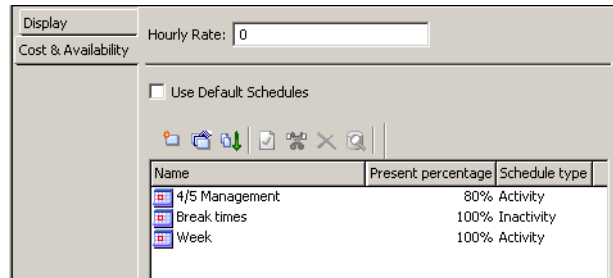 Display
Cost & Availability
Hourly Rate: 0
Use Default Schedules
Name Present percentage Schedule type
4/5 Management 80% Activity
Break times 100% Inactivity
Week 100% Activity